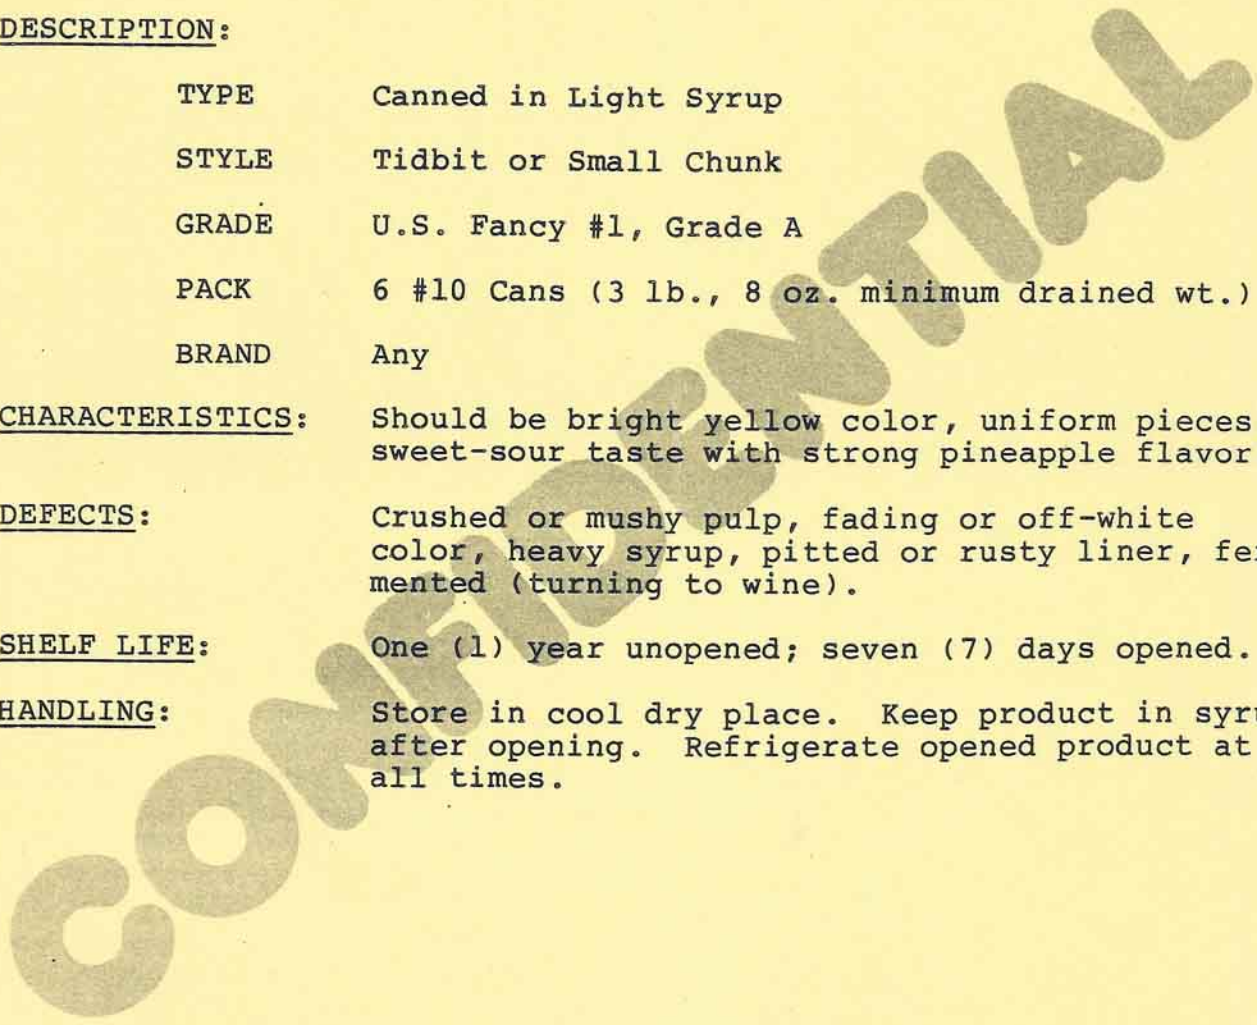 DESCRIPTION:
TYPE Canned in Light Syrup
STYLE Tidbit or Small Chunk
GRADE U.S. Fancy #1, Grade A
PACK 6 #10 Cans (3 lb., 8 oz. minimum drained wt.)
BRAND Any
CHARACTERISTICS: Should be bright yellow color, uniform pieces
sweet-sour taste with strong pineapple flavor
DEFECTS: Crushed or mushy pulp, fading or off-white
color, heavy syrup, pitted or rusty liner,
mented (turning to wine).
SHELF LIFE: One (1) year unopened; seven (7) days opened.
HANDLING: Store in cool dry place. Keep product in
after opening. Refrigerate opened product at
all times.
CONFIDENTIAL